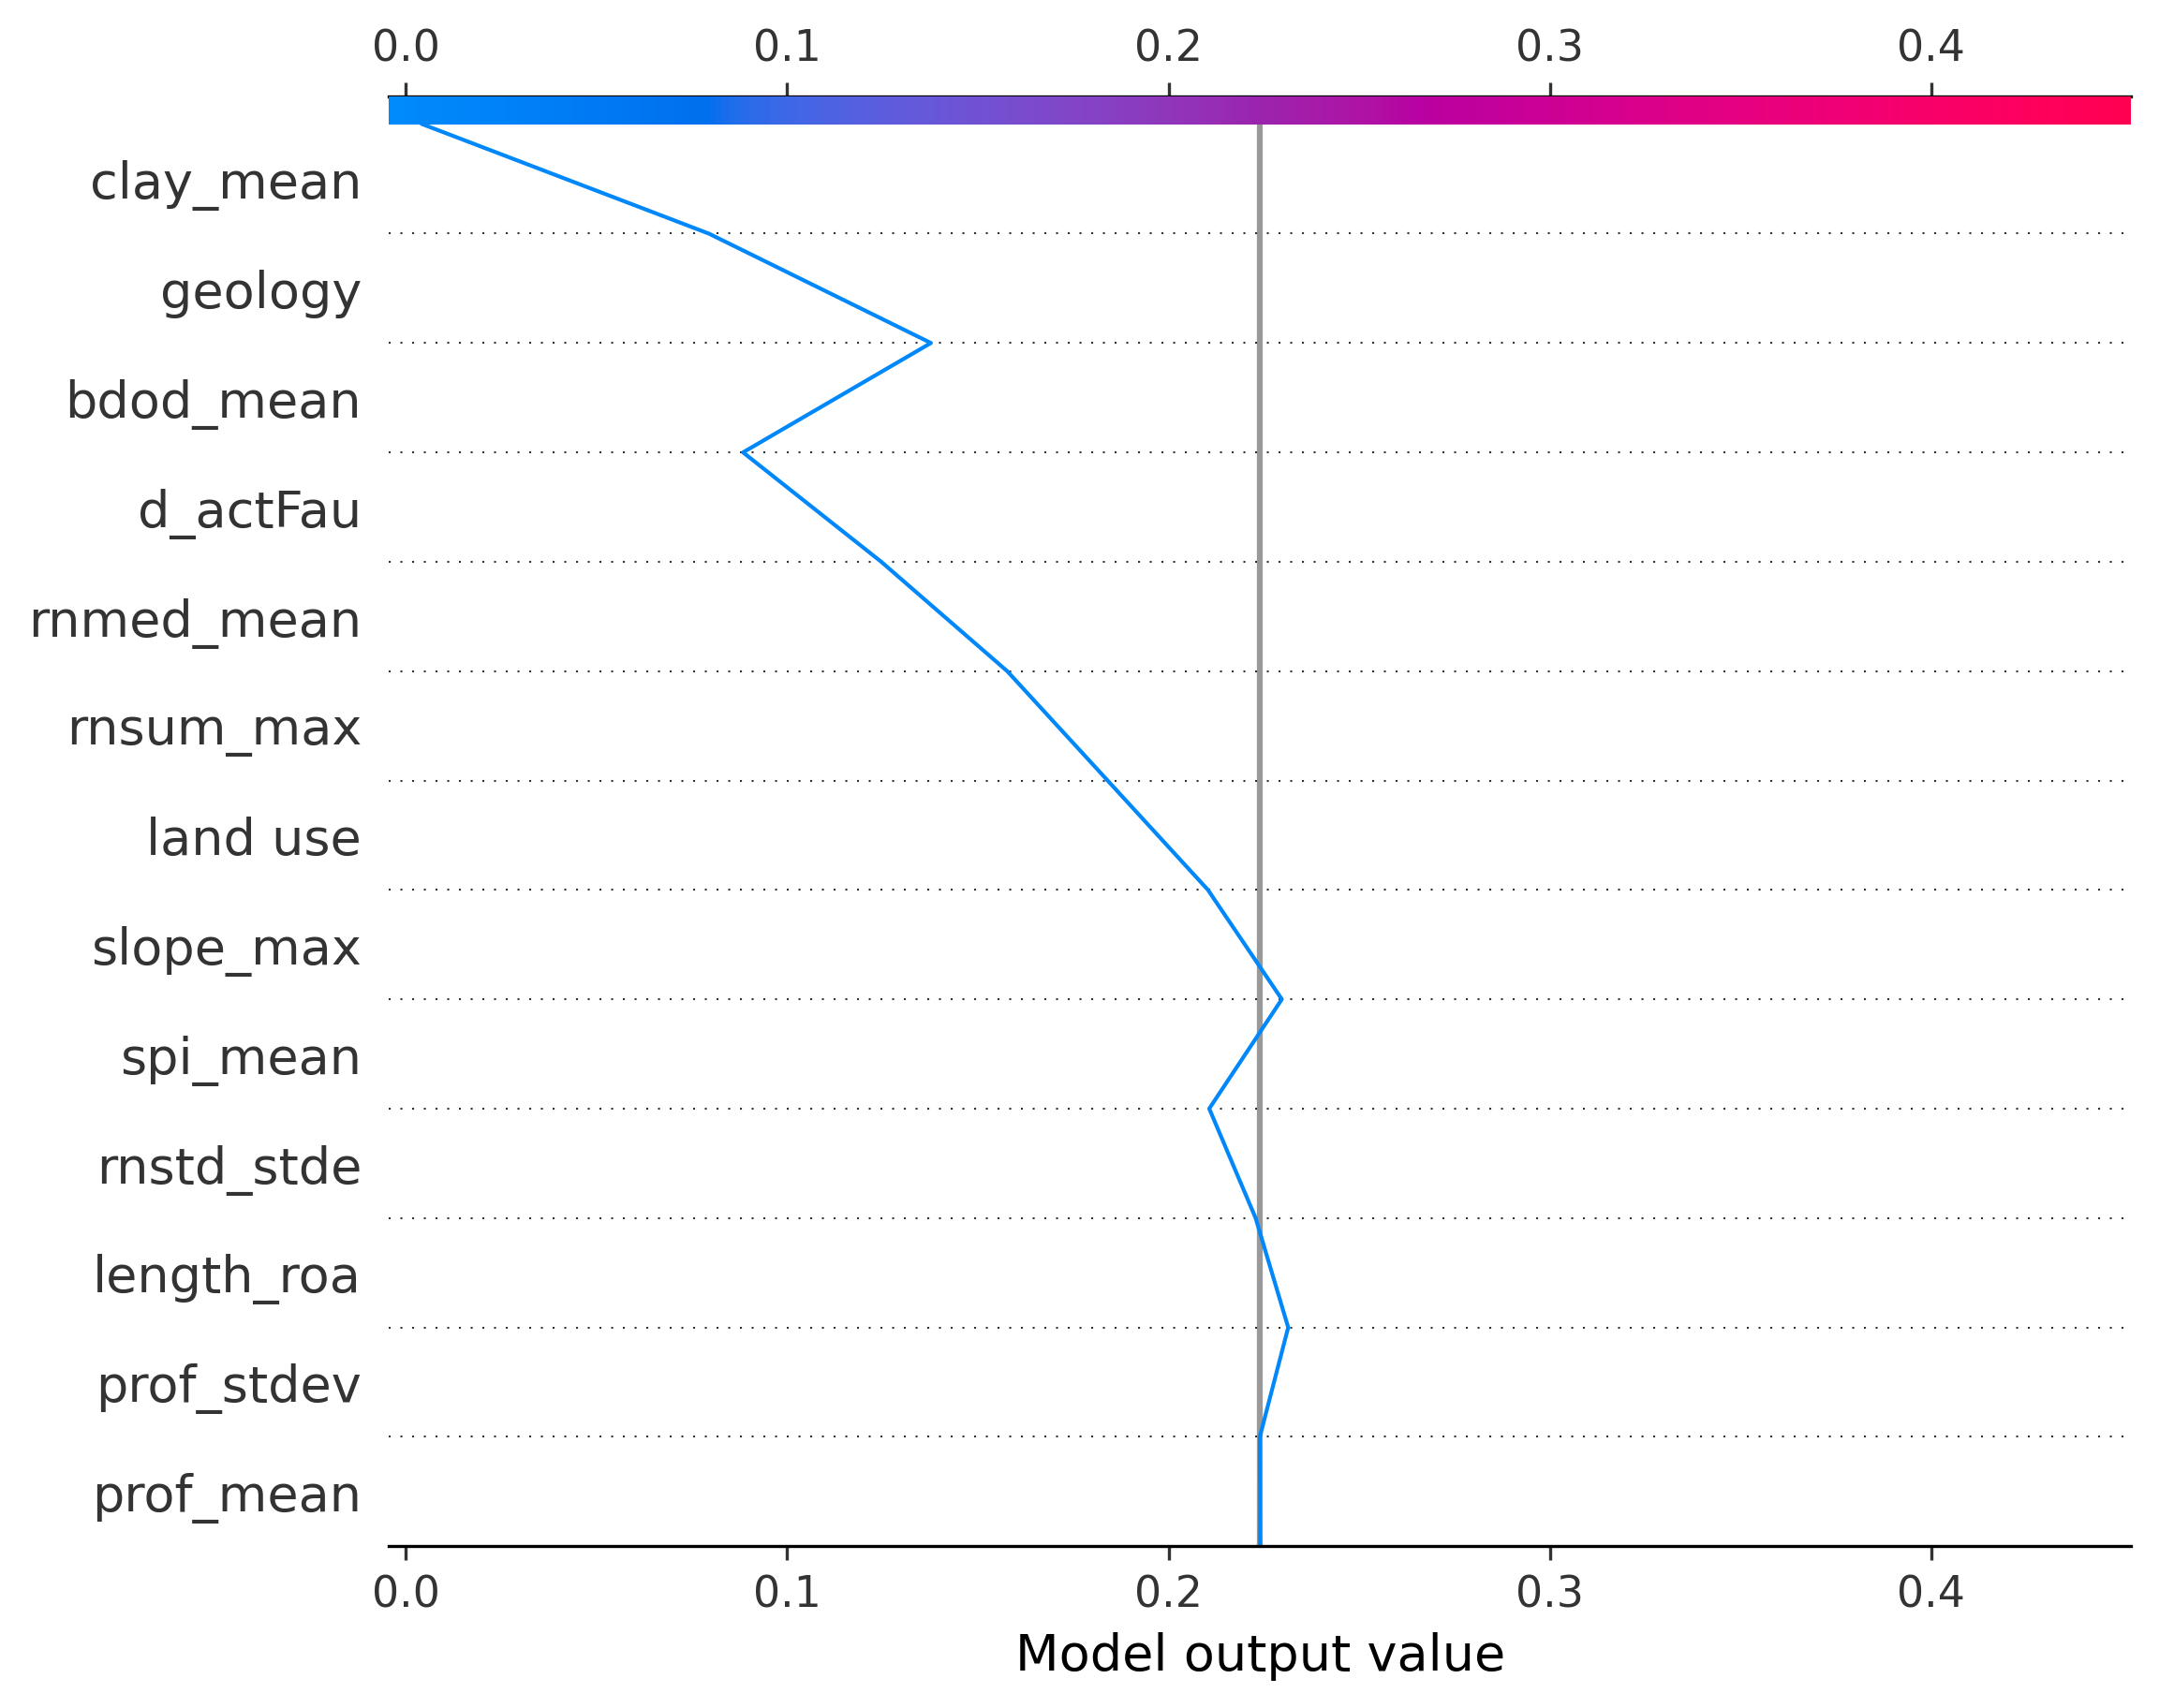 0.0 0.1 0.2 0.3 0.4
clay_mean
geology
bdod_mean
d_actFau
rnmed_mean
rnsum_max
land use
slope_max
spi_mean
rnstd_stde
length_roa
prof_stdev
prof_mean
0.0 0.1 0.2 0.3 0.4
Model output value